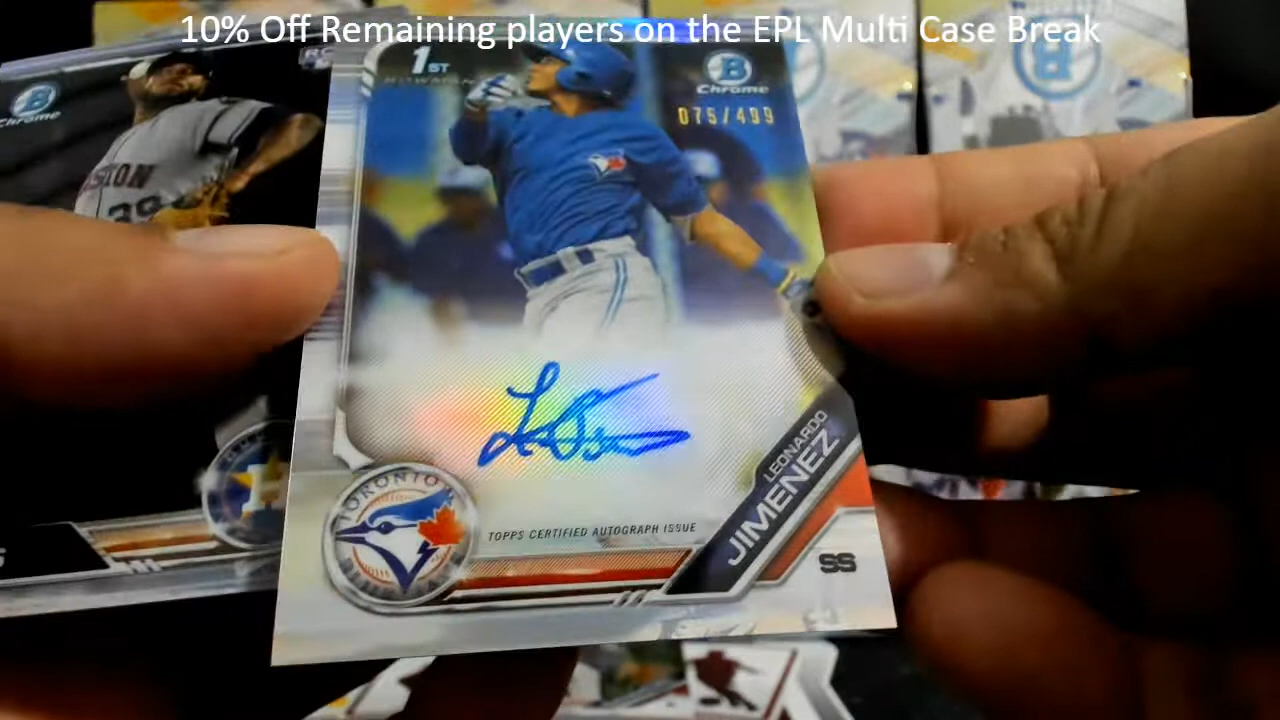 10% Off Remaining players on the EPL Multi Case Break
1ST
BOWMAN
B
Chrome
075/499
RC
B
Chrome
STON
39
TORONTO
TOPPS CERTIFIED AUTOGRAPH ISSUE
LEONARDO
JIMENEZ
SS